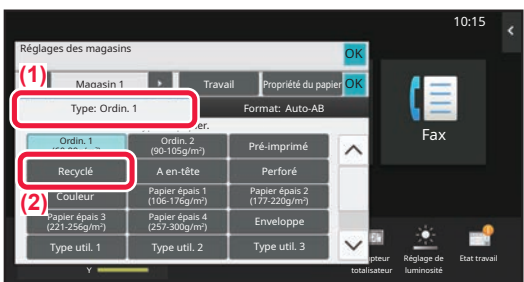 10:15
Réglages des magasins
OK
(1)
Magasin 1
Travail
Propriété du papier
OK
Type: Ordin. 1
Format: Auto-AB
papier.
Fax
Ordin. 1
Ordin. 2
(90-105g/m²)
Pré-imprimé
Recyclé
A en-tête
Perforé
(2)
Couleur
Papier épais 1
(106-176g/m²)
Papier épais 2
(177-220g/m²)
Papier épais 3
(221-256g/m²)
Papier épais 4
(257-300g/m²)
Enveloppe
Type util. 1
Type util. 2
Type util. 3
pteur
totalisateur
Réglage de
luminosité
Etat travail
Y